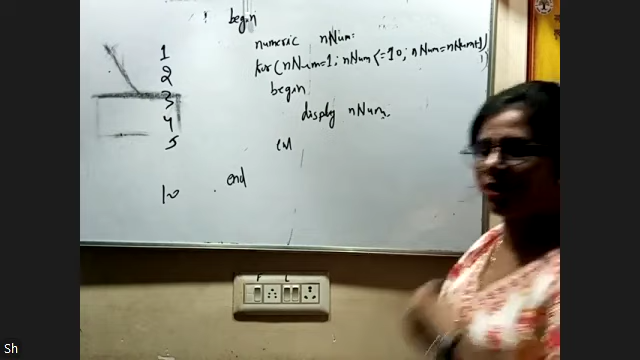 begin
numeric nNum:
for(nNum=1; nNum<=10; nNum=nNum+1)
begin
display nNum.
end
end
1
2
3
4
5
10
F L
Sh